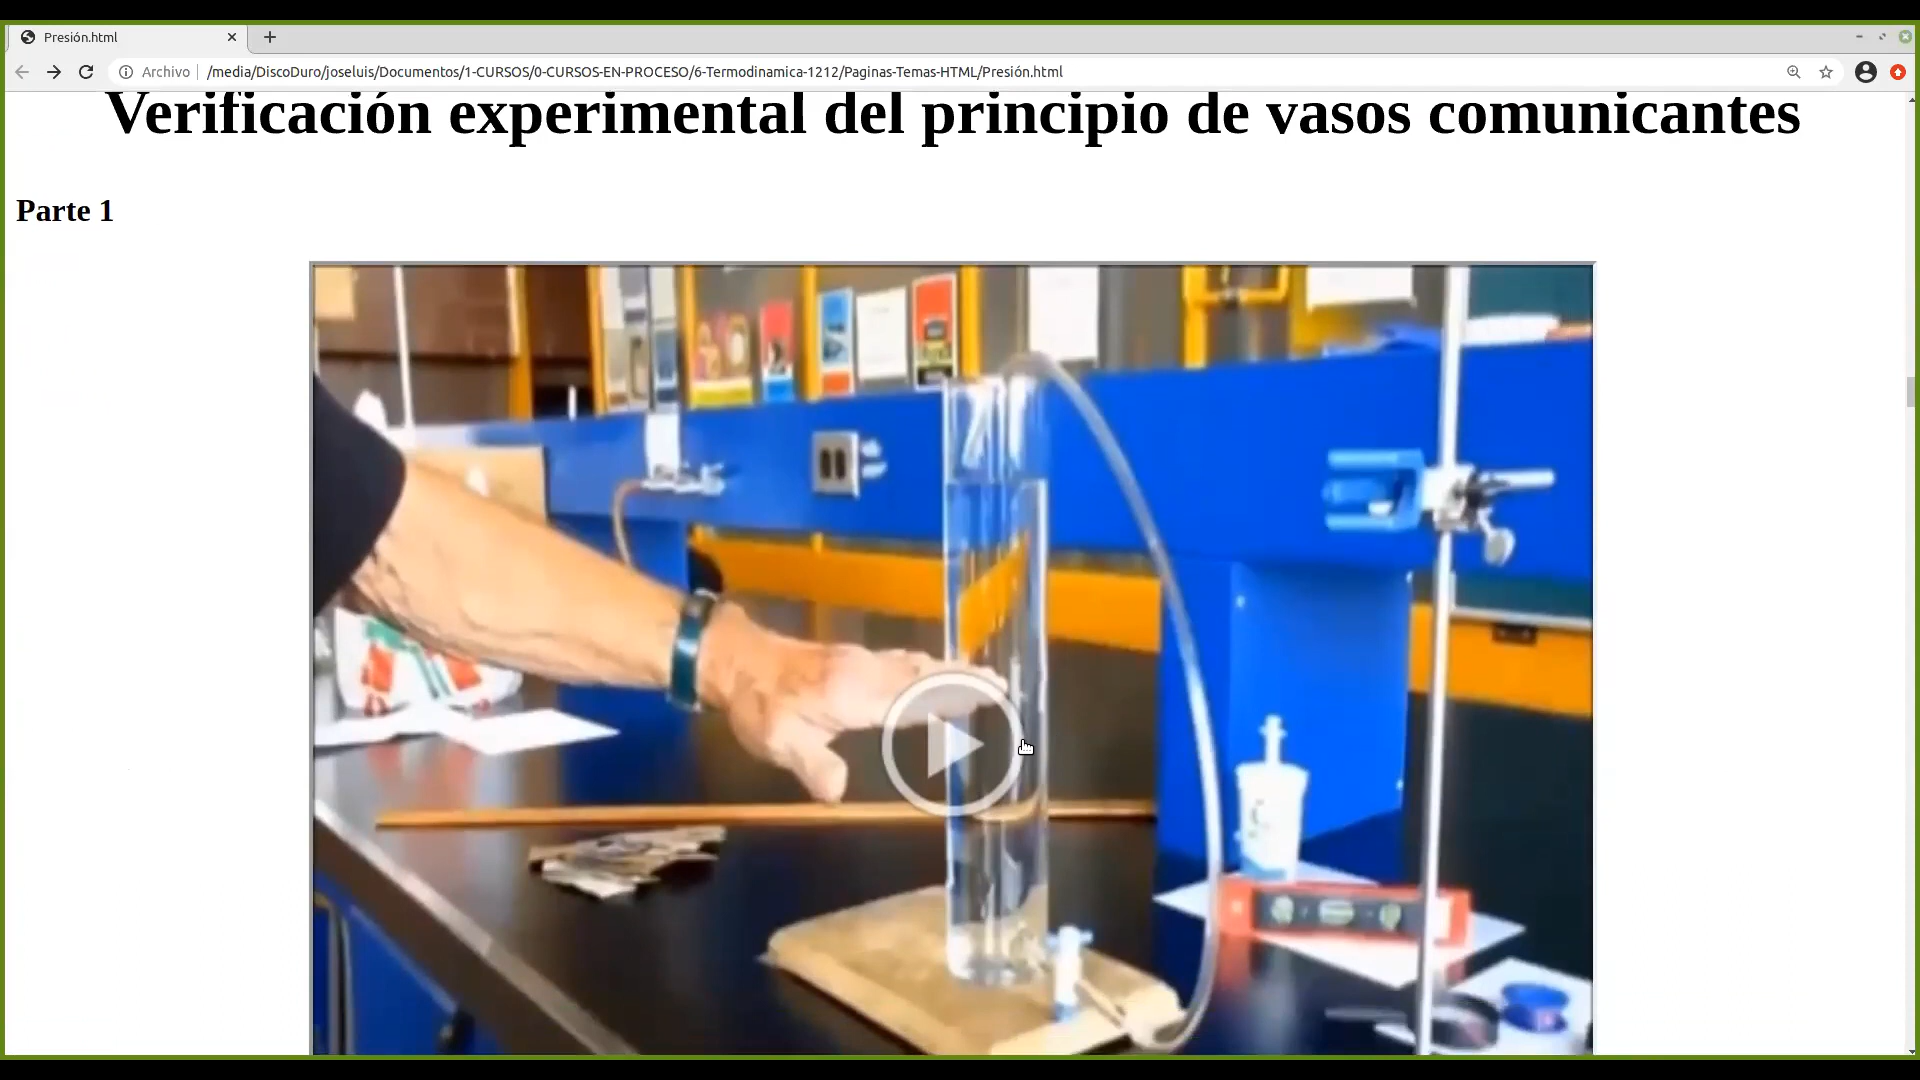 Presión.html
Archivo
/media/DiscoDuro/joseluis/Documentos/1-CURSOS/0-CURSOS-EN-PROCESO/6-Termodinamica-1212/Paginas-Temas-HTML/Presión.html
Verificación experimental del principio de vasos comunicantes
Parte 1